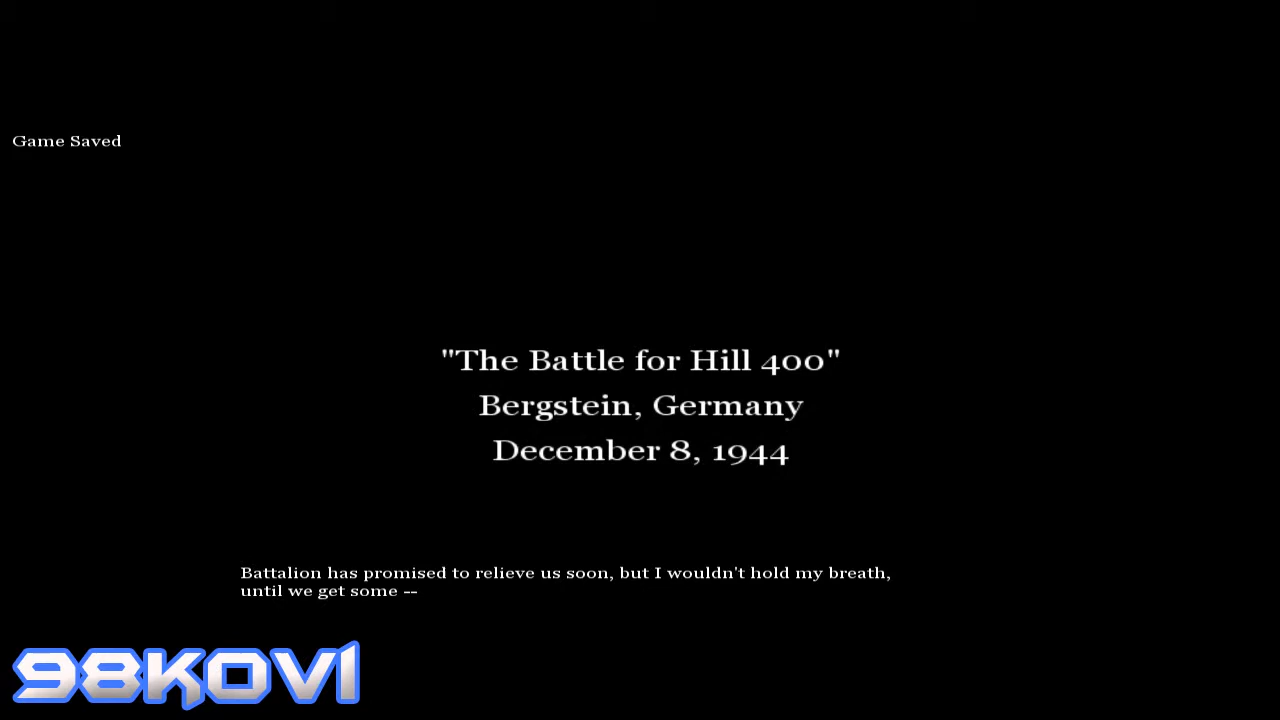 Game Saved
"The Battle for Hill 400"
Bergstein, Germany
December 8, 1944
Battalion has promised to relieve us soon, but I wouldn't hold my breath,
until we get some --
98KOVI